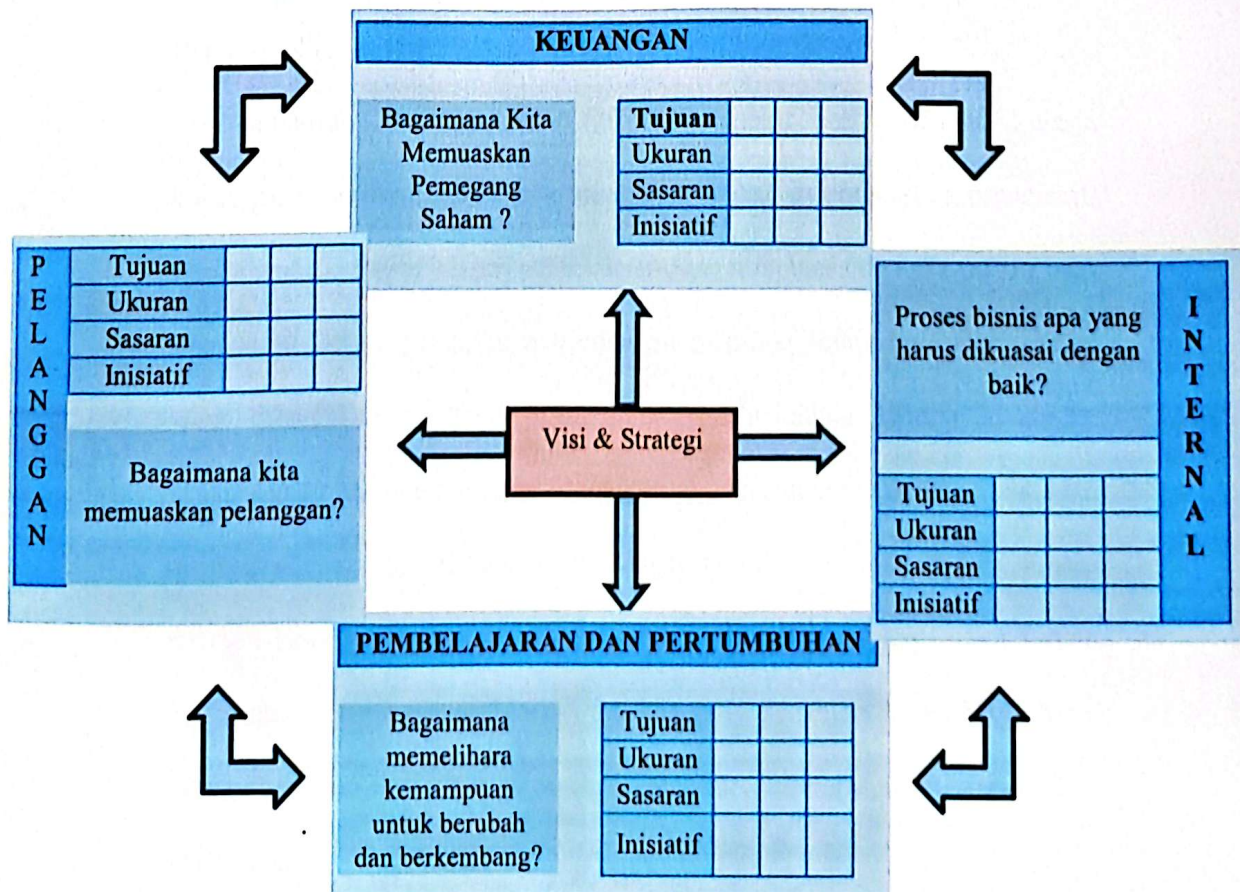 KEUANGAN
Bagaimana Kita
Memuaskan
Pemegang
Saham ?
Tujuan
Ukuran
Sasaran
Inisiatif
PELANGGAN
Tujuan
Ukuran
Sasaran
Inisiatif
Bagaimana kita
memuaskan pelanggan?
Visi & Strategi
Proses bisnis apa yang
harus dikuasai dengan
baik?
INTERNAL
Tujuan
Ukuran
Sasaran
Inisiatif
PEMBELAJARAN DAN PERTUMBUHAN
Bagaimana
memelihara
kemampuan
untuk berubah
dan berkembang?
Tujuan
Ukuran
Sasaran
Inisiatif